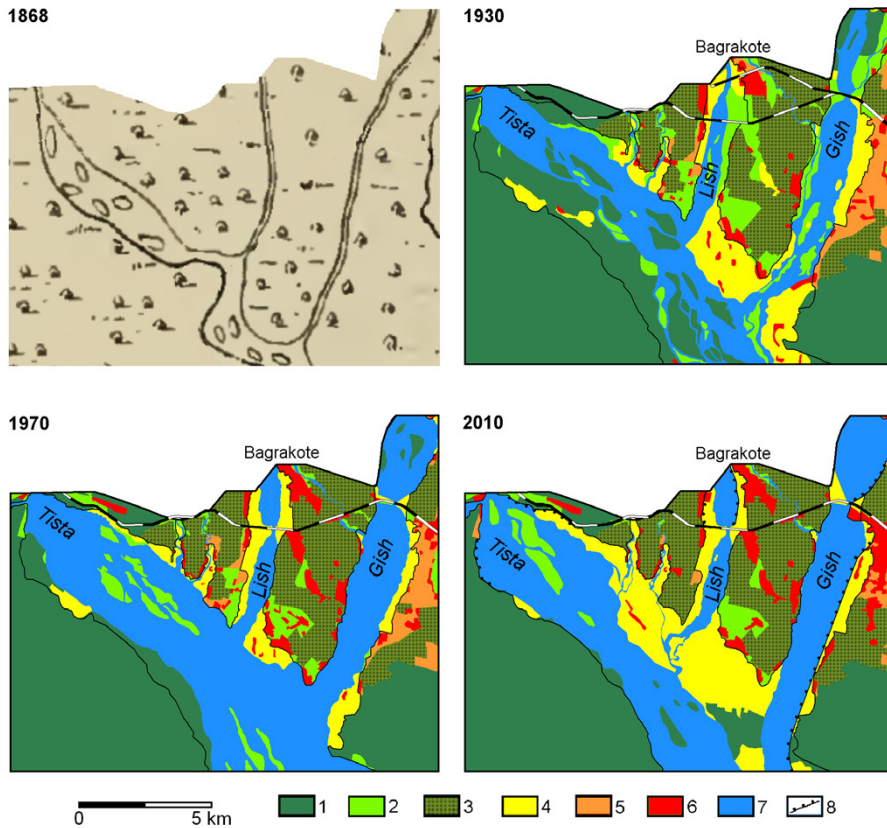 1868
1930
Bagrakote
Tista
Lish
Gish
1970
Bagrakote
Tista
Lish
Gish
2010
Bagrakote
Tista
Lish
Gish
0 5 km
1 2 3 4 5 6 7 8